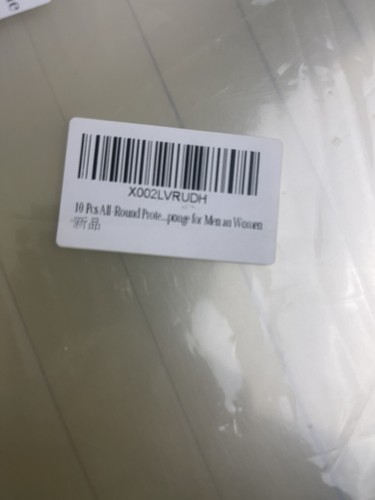 X002LVRUDH
10 Pcs All-Round Prote...ponge for Men an Women
新品